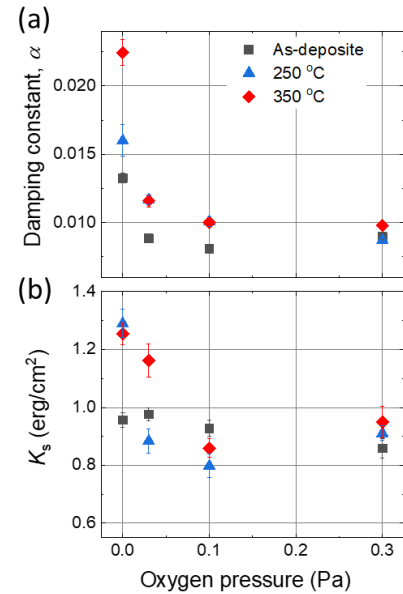 (a)
As-deposite
250 °C
350 °C
Damping constant, α
0.020
0.015
0.010
(b)
1.4
1.2
1.0
0.8
0.6
Kₛ (erg/cm²)
0.0 0.1 0.2 0.3
Oxygen pressure (Pa)